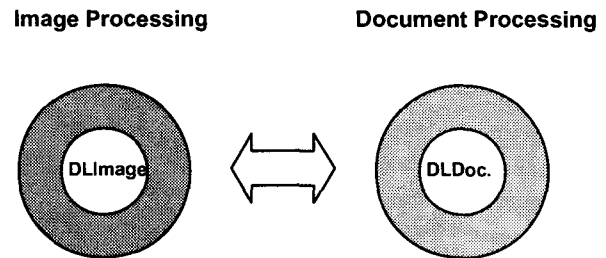 Image Processing
Document Processing
DLImage
DLDoc.